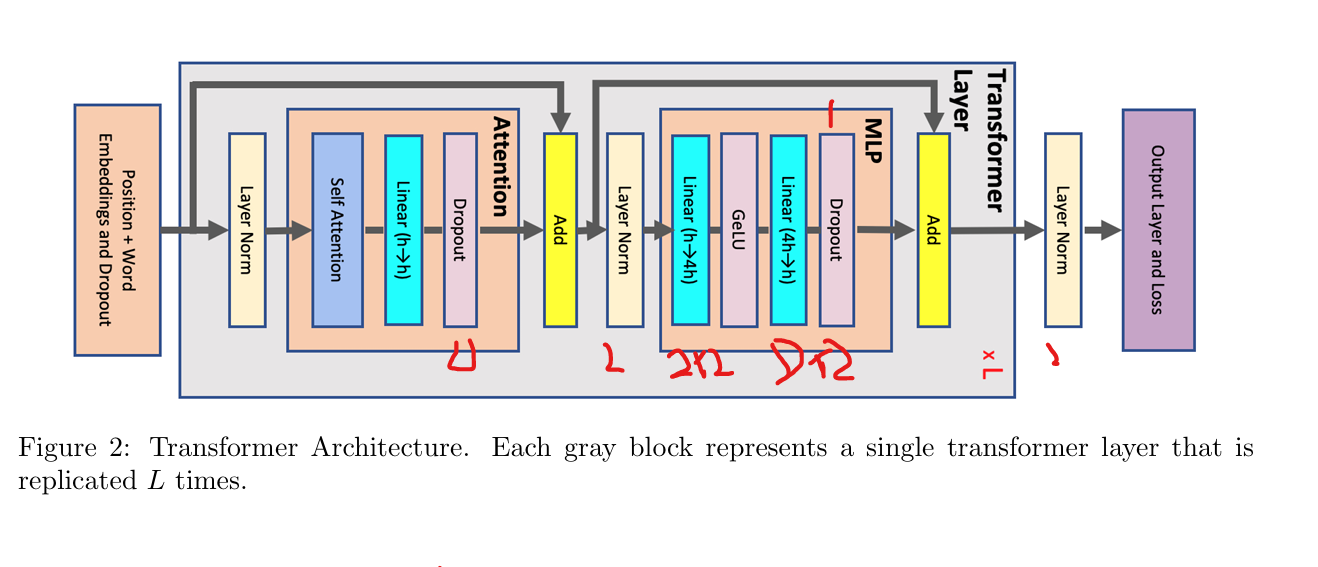 Position + Word
Embeddings and Dropout
Layer Norm
Self Attention
Linear (h→h)
Dropout
Attention
Add
Layer Norm
Linear (h→4h)
GeLU
Linear (4h→h)
Dropout
MLP
Add
Transformer
Layer
x L
Layer Norm
Output Layer and Loss
Figure 2: Transformer Architecture. Each gray block represents a single transformer layer that is
replicated L times.